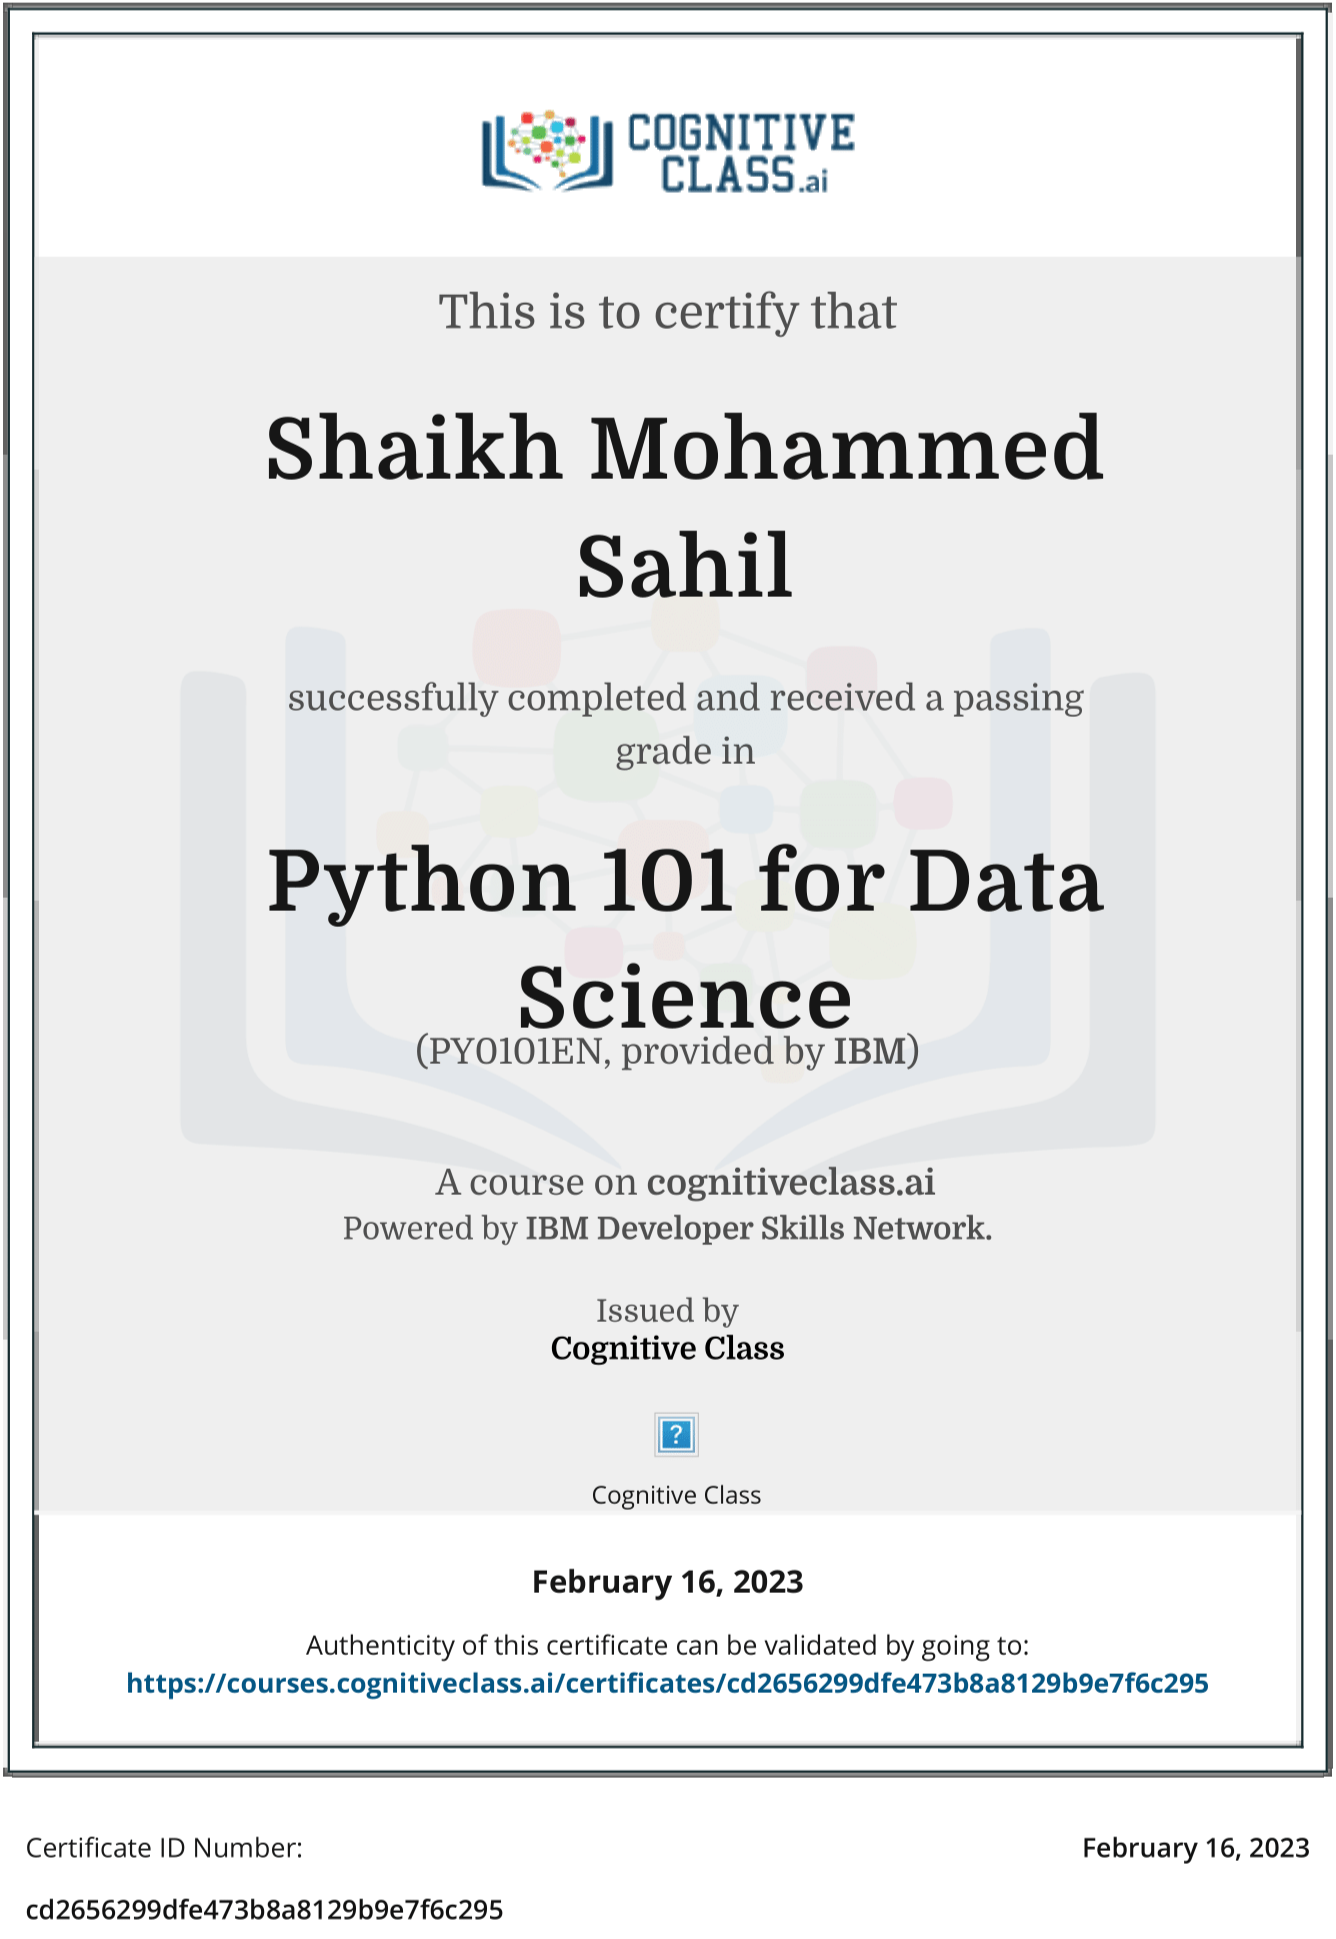 COGNITIVE
CLASS.ai
This is to certify that
Shaikh Mohammed
Sahil
successfully completed and received a passing
grade in
Python 101 for Data
Science
(PY0101EN, provided by IBM)
A course on cognitiveclass.ai
Powered by IBM Developer Skills Network.
Issued by
Cognitive Class
?
Cognitive Class
February 16, 2023
Authenticity of this certificate can be validated by going to:
https://courses.cognitiveclass.ai/certificates/cd2656299dfe473b8a8129b9e7f6c295
Certificate ID Number:
February 16, 2023
cd2656299dfe473b8a8129b9e7f6c295